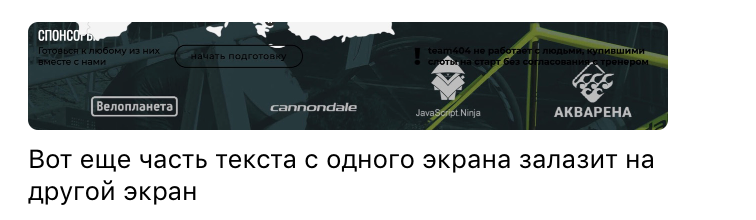 СПОНСОРЫ
Готовься к любому из них
вместе с нами
начать подготовку
! team404 не работает с людьми, купившими
слоты на старт без согласования с тренером
Велопланета
cannondale
JavaScript.Ninja
АКВАРЕНА
Вот еще часть текста с одного экрана залазит на
другой экран